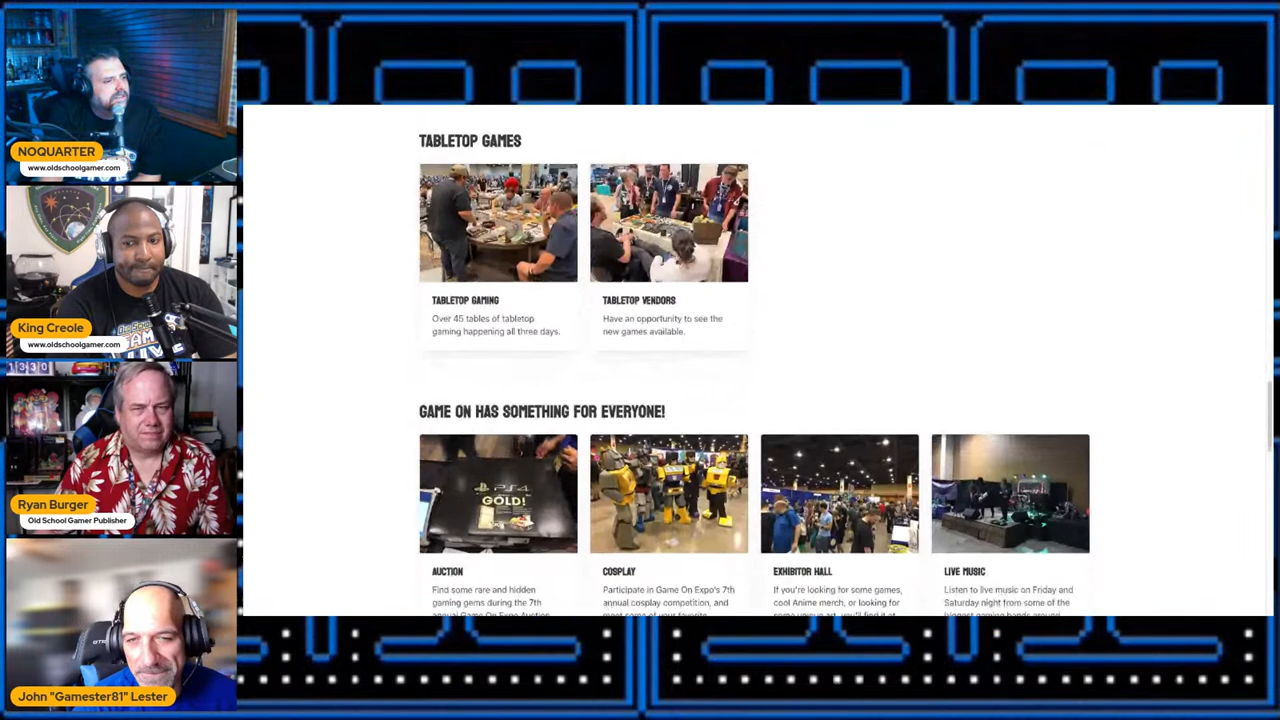 NOQUARTER
www.oldschoolgamer.com
King Creole
www.oldschoolgamer.com
Ryan Burger
Old School Gamer Publisher
John "Gamester81" Lester
TABLETOP GAMES
TABLETOP GAMING
Over 45 tables of tabletop
gaming happening all three days.
TABLETOP VENDORS
Have an opportunity to see the
new games available.
GAME ON HAS SOMETHING FOR EVERYONE!
PS4
GOLD!
AUCTION
Find some rare and hidden
gaming gems during the 7th
annual Game On Expo Auction
COSPLAY
Participate in Game On Expo's 7th
annual cosplay competition, and
meet some of your favorite
EXHIBITOR HALL
If you're looking for some games,
cool Anime merch, or looking for
some unique art, you'll find it at
LIVE MUSIC
Listen to live music on Friday and
Saturday night from some of the
biggest gaming bands around
1330